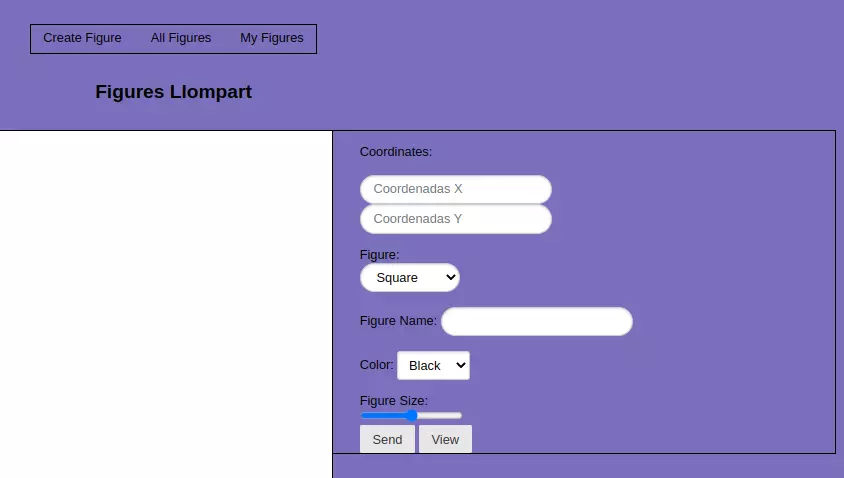 Create Figure All Figures My Figures
Figures Llompart
Coordinates:
Coordenadas X
Coordenadas Y
Figure:
Square
Figure Name:
Color: Black
Figure Size:
Send View